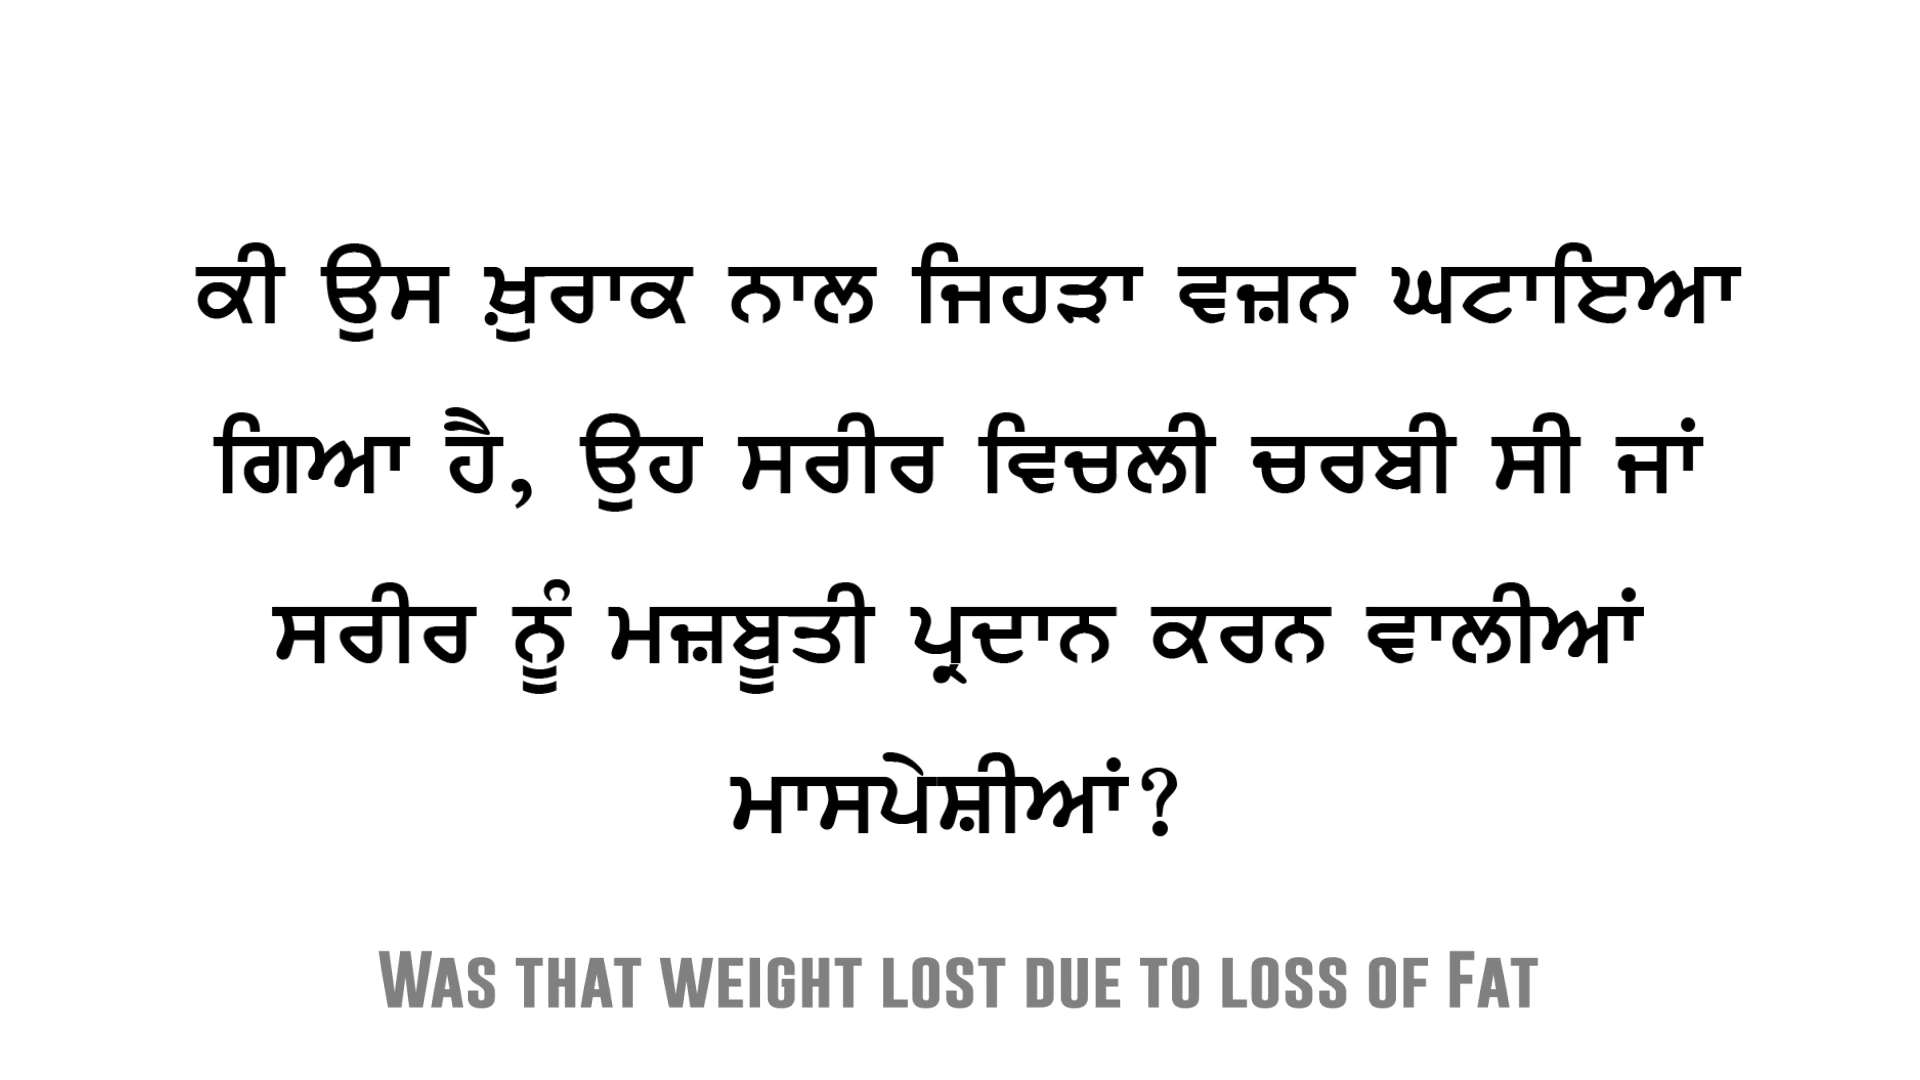 ਕੀ ਉਸ ਖ਼ੁਰਾਕ ਨਾਲ ਜਿਹੜਾ ਵਜ਼ਨ ਘਟਾਇਆ
ਗਿਆ ਹੈ, ਉਹ ਸਰੀਰ ਵਿਚਲੀ ਚਰਬੀ ਸੀ ਜਾਂ
ਸਰੀਰ ਨੂੰ ਮਜ਼ਬੂਤੀ ਪ੍ਰਦਾਨ ਕਰਨ ਵਾਲੀਆਂ
ਮਾਸਪੇਸ਼ੀਆਂ?
Was that weight lost due to loss of Fat